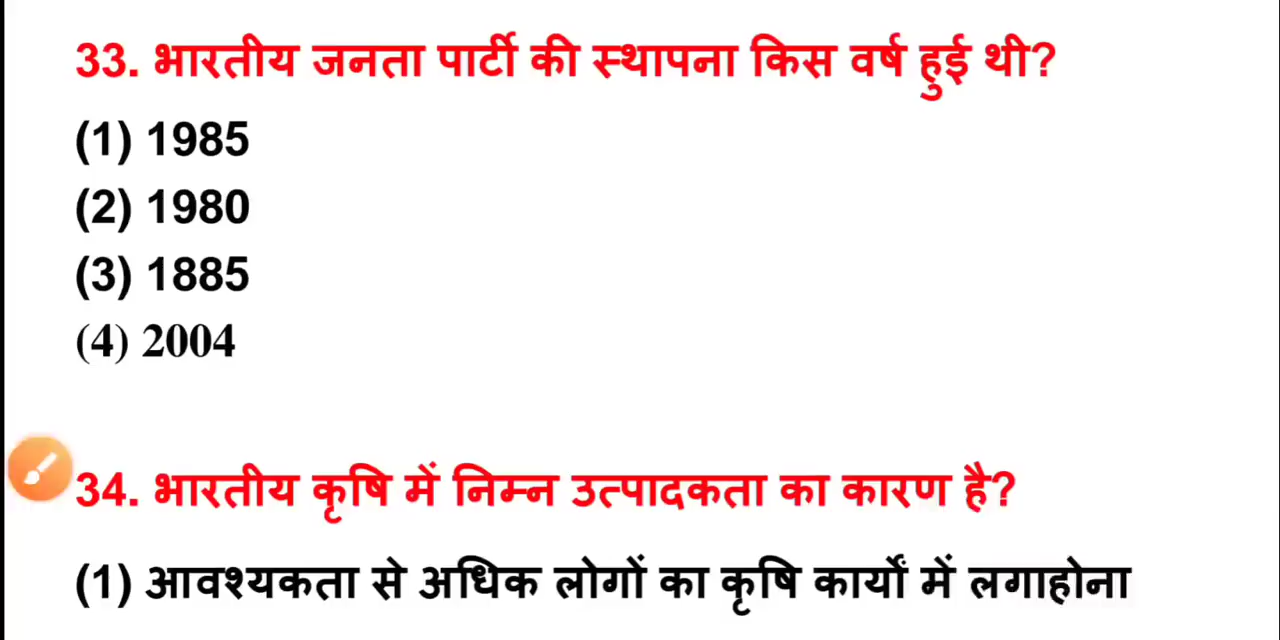 33. भारतीय जनता पार्टी की स्थापना किस वर्ष हुई थी?
(1) 1985
(2) 1980
(3) 1885
(4) 2004
34. भारतीय कृषि में निम्न उत्पादकता का कारण है?
(1) आवश्यकता से अधिक लोगों का कृषि कार्यों में लगाहोना